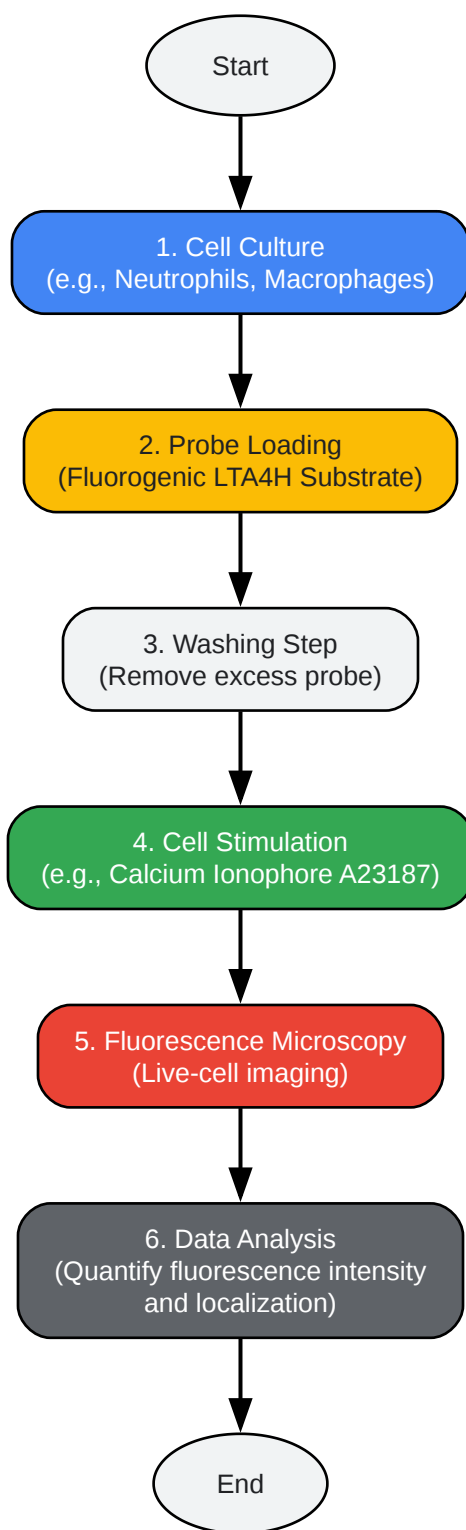 Start
1. Cell Culture
(e.g., Neutrophils, Macrophages)
2. Probe Loading
(Fluorogenic LTA4H Substrate)
3. Washing Step
(Remove excess probe)
4. Cell Stimulation
(e.g., Calcium Ionophore A23187)
5. Fluorescence Microscopy
(Live-cell imaging)
6. Data Analysis
(Quantify fluorescence intensity
and localization)
End